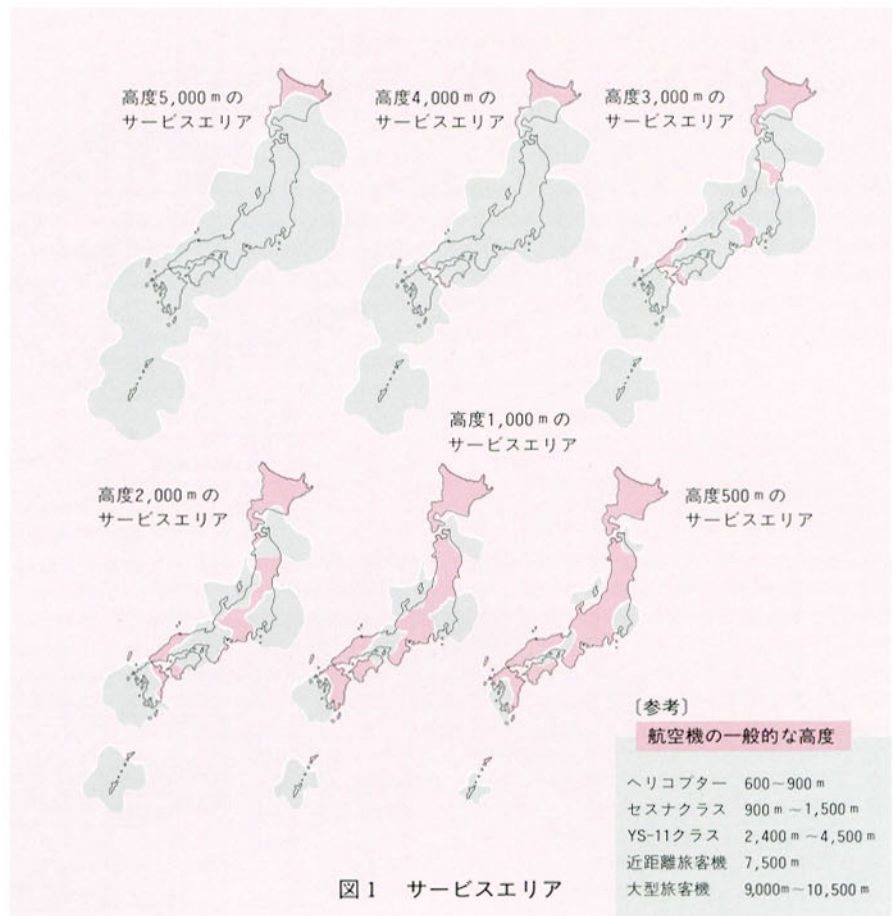 高度5,000mの
サービスエリア
高度4,000mの
サービスエリア
高度3,000mの
サービスエリア
高度2,000mの
サービスエリア
高度1,000mの
サービスエリア
高度500mの
サービスエリア
〔参考〕
航空機の一般的な高度
ヘリコプター 600~900m
セスナクラス 900m~1,500m
YS-11クラス 2,400m~4,500m
近距離旅客機 7,500m
大型旅客機 9,000m~10,500m
図1 サービスエリア